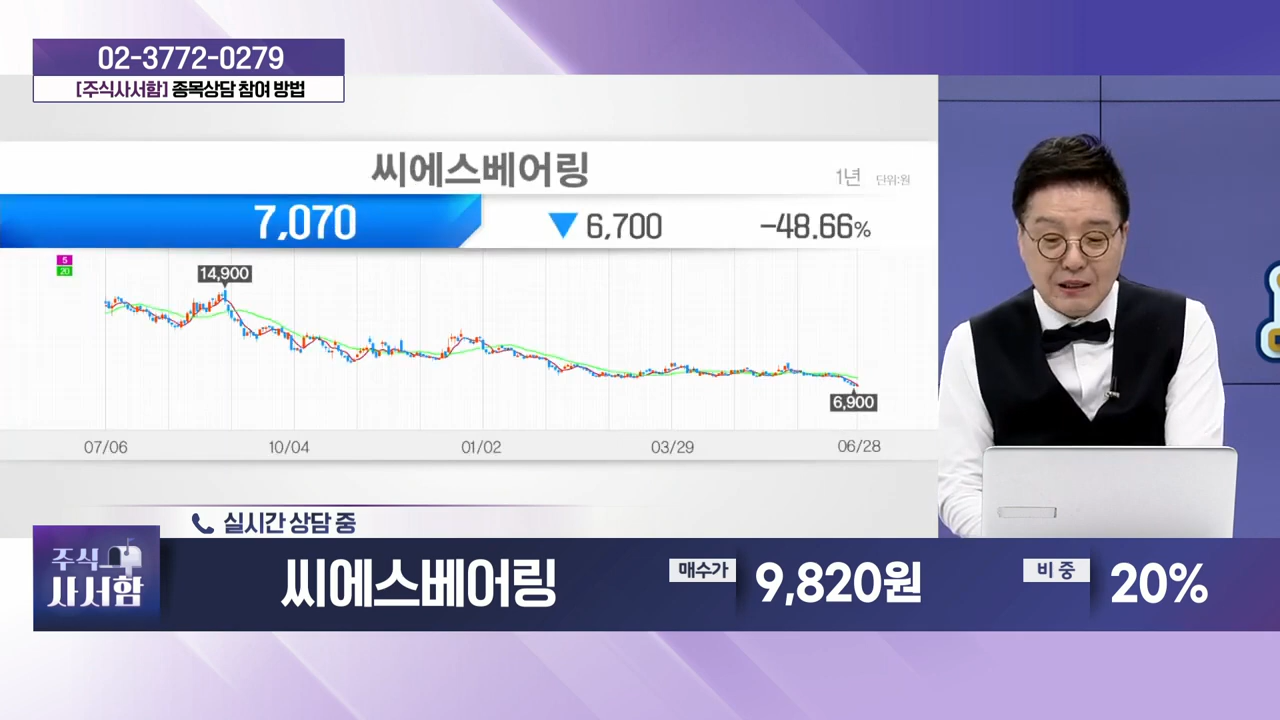 02-3772-0279
[주식사서함] 종목상담 참여 방법
씨에스베어링
1년 단위:원
7,070 ▼6,700 -48.66%
5
20
14,900
6,900
07/06 10/04 01/02 03/29 06/28
실시간 상담 중
주식
사서함
씨에스베어링 매수가 9,820원 비중 20%